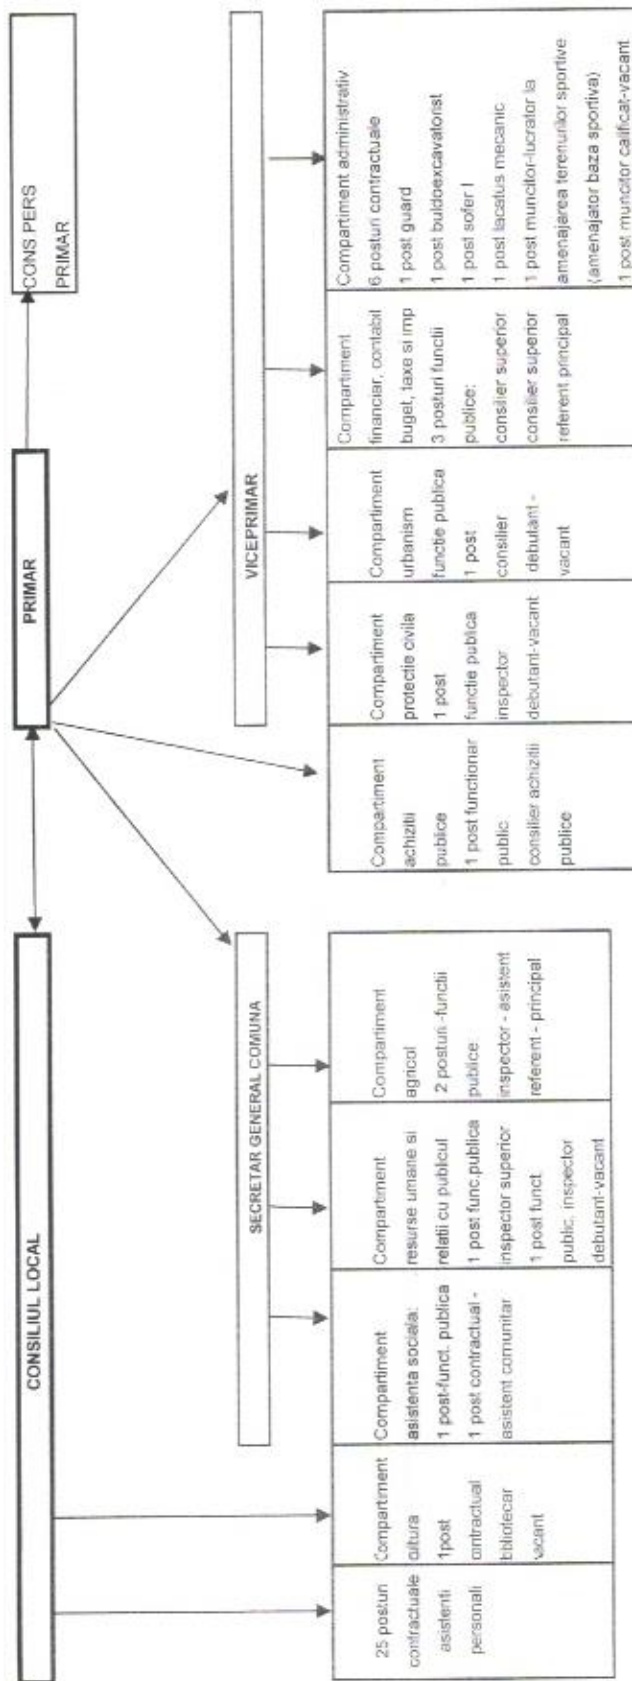 CONSILIUL LOCAL
PRIMAR
CONS PERS
PRIMAR
SECRETAR GENERAL COMUNA
VICEPRIMAR
25 posturi
contractuale
asistenti
personali
Compartiment
cultura
1post
contractual
bibliotecar
vacant
Compartiment
asistenta sociala:
1 post-funct. publica
1 post contractual -
asistent comunitar
Compartiment
resurse umane si
relatii cu publicul
1 post func.publica
inspector superior
1 post funct
public, inspector
debutant-vacant
Compartiment
agricol
2 posturi -functii
publice
inspector - asistent
referent - principal
Compartiment
achizitii
publice
1 post functionar
public
consilier achizitii
publice
Compartiment
protectie civila
1 post
functie publica
inspector
debutant-vacant
Compartiment
urbanism
functie publica
1 post
consilier
debutant -
vacant
Compartiment
financiar, contabil
buget, taxe si imp
3 posturi functii
publice:
consilier superior
consilier superior
referent principal
Compartiment administrativ
6 posturi contractuale
1 post guard
1 post buldoexcavatorist
1 post sofer I
1 post lacatus mecanic
1 post muncitor-lucrator la
amenajarea terenurilor sportive
(amenajator baza sportiva)
1 post muncitor calificat-vacant